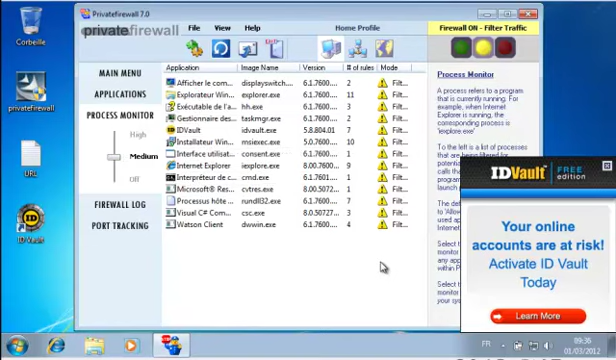 Corbeille
privatefirewall
URL
ID Vault
PrivateFirewall 7.0
privatefirewall
File View Help Home Profile
Firewall ON - Filter Traffic
MAIN MENU
APPLICATIONS
PROCESS MONITOR
High
Medium
Off
FIREWALL LOG
PORT TRACKING
Application Name Image Name Version # of rules Mode
Afficher le com... displayswitch.... 6.1.7600.... 2 Filt...
Explorateur Win... explorer.exe 6.1.7600.... 11 Filt...
Exécutable de l'a... hh.exe 6.1.7600.... 3 Filt...
Gestionnaire des... taskmgr.exe 6.1.7600.... 2 Filt...
IDVault idvault.exe 5.8.804.01 7 Filt...
Installateur Win... msiexec.exe 5.0.7600.... 10 Filt...
Interface utilisat... consent.exe 6.1.7600.... 1 Filt...
Internet Explorer iexplore.exe 8.00.7600.... 9 Filt...
Interpréteur de c... cmd.exe 6.1.7600.... 1 Filt...
Microsoft® Res... cvtres.exe 8.00.5072... 1 Filt...
Processus hôte ... rundll32.exe 6.1.7600.... 7 Filt...
Visual C# Com... csc.exe 8.0.50727... 3 Filt...
Watson Client dwwin.exe 6.1.7600.... 4 Filt...
Process Monitor
A process refers to a
program that is
currently running. For
example, when
Internet Explorer is
running, the
corresponding process
is 'iexplore.exe'
To the left is a list of
processes that are
IDVault FREE edition
Your online
accounts are at risk!
Activate ID Vault
Today
Learn More
FR
09:36
01/03/2012